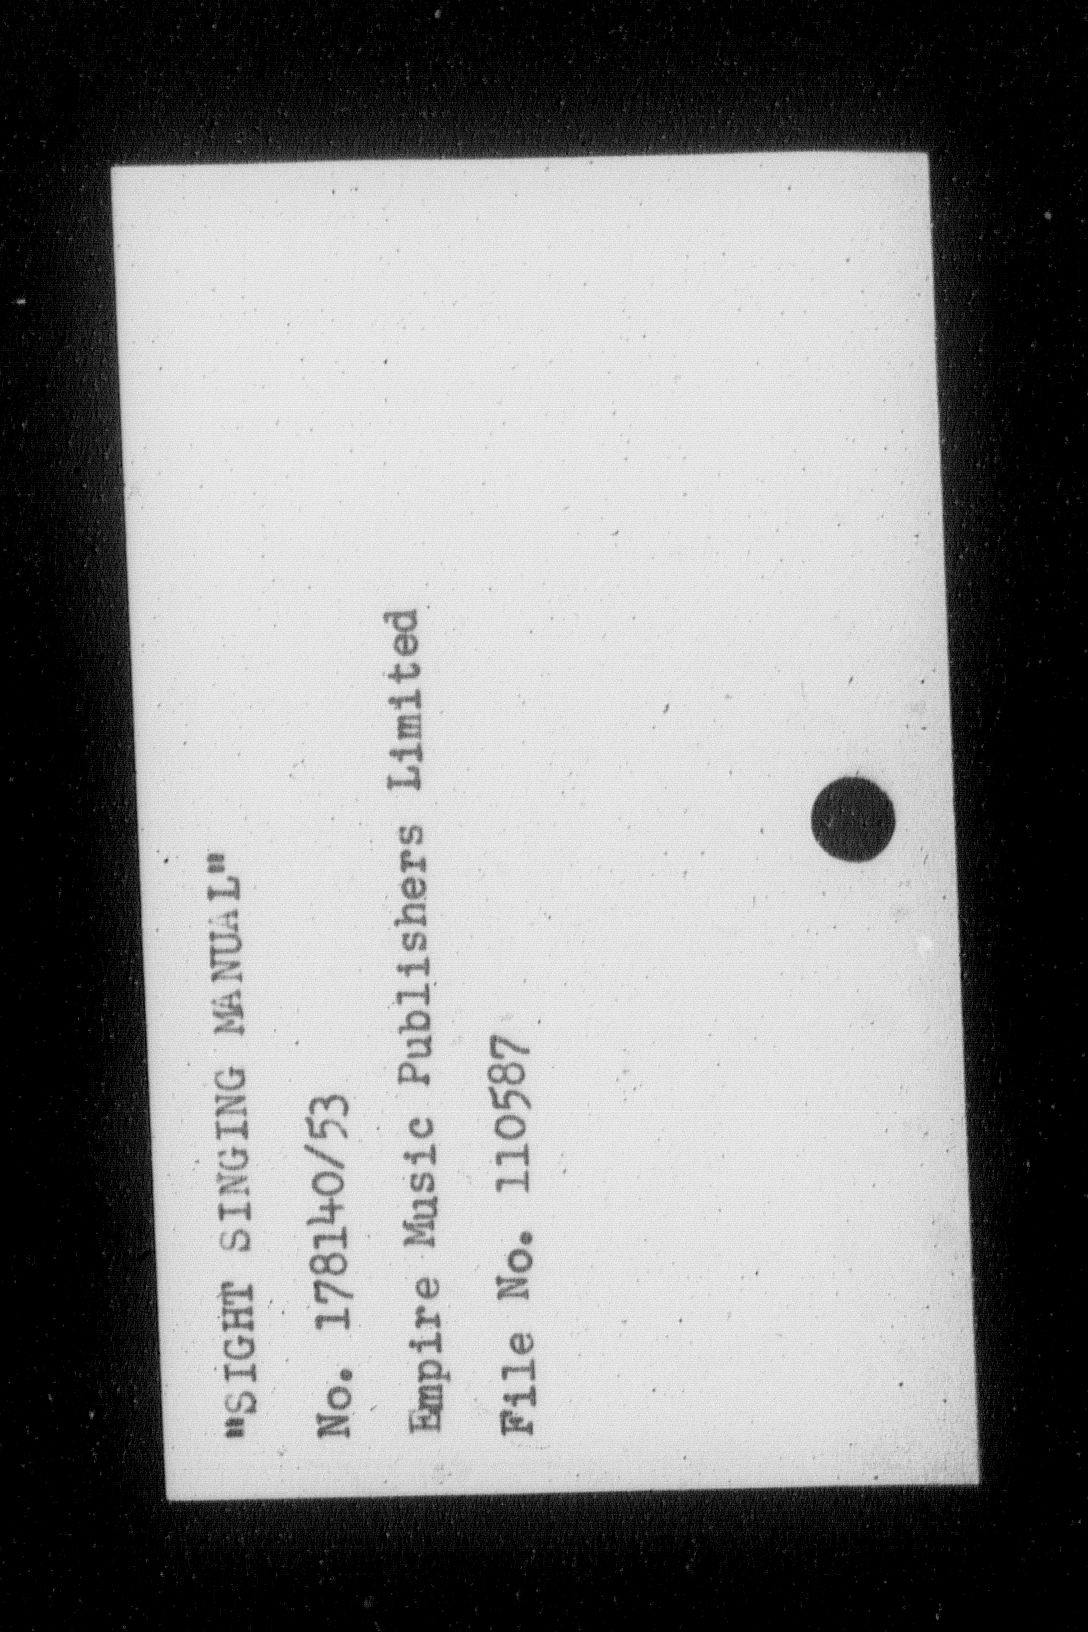 "SIGHT SINGING MANUAL"
No. 178140/53
Empire Music Publishers Limited
File No. 110587